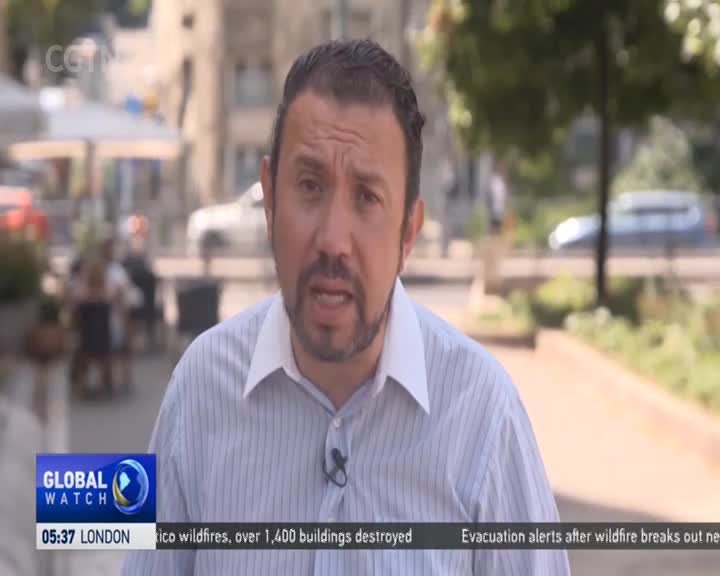 CGTN
GLOBAL
WATCH
05:37 LONDON
ico wildfires, over 1,400 buildings destroyed Evacuation alerts after wildfire breaks out ne